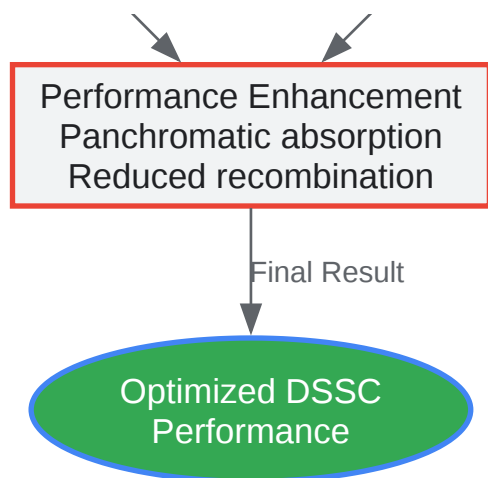 Performance Enhancement
Panchromatic absorption
Reduced recombination
Final Result
Optimized DSSC
Performance